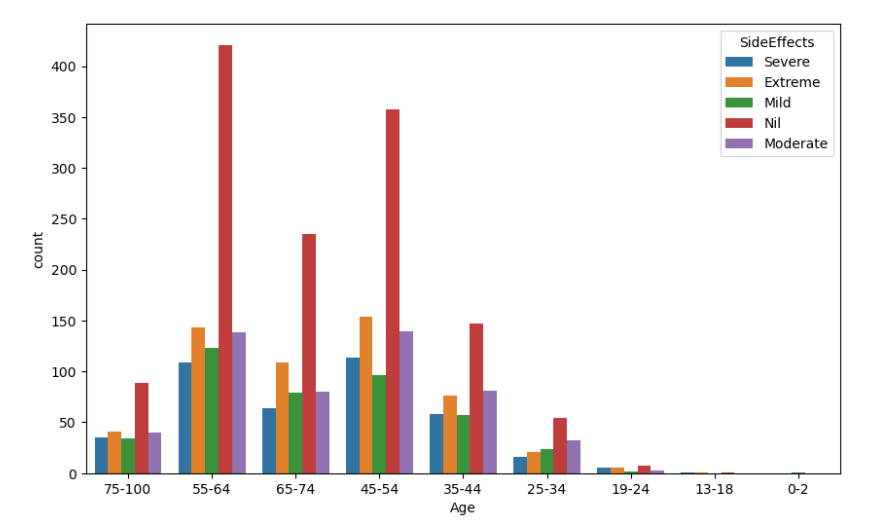 SideEffects
Severe
Extreme
Mild
Nil
Moderate
400
350
300
250
200
150
100
50
0
count
75-100 55-64 65-74 45-54 35-44 25-34 19-24 13-18 0-2
Age